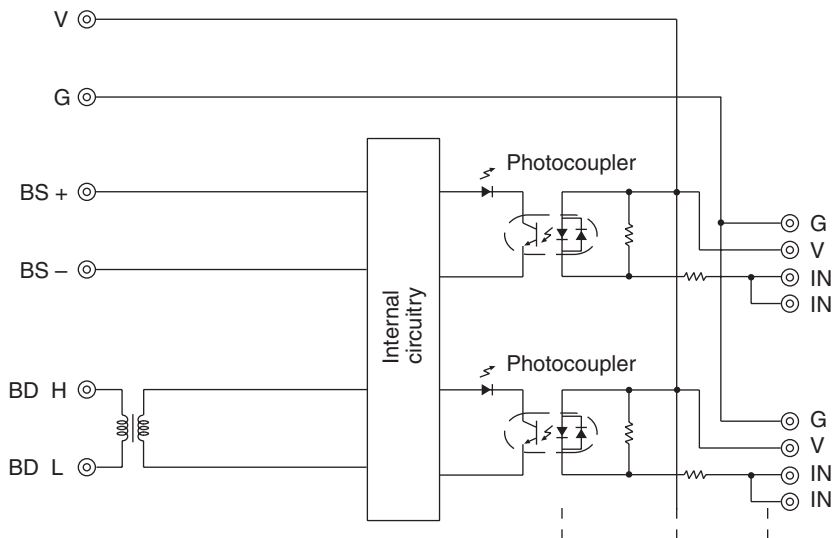 V
G
Photocoupler
BS +
G
V
BS –
IN
IN
Internal
circuitry
Photocoupler
BD H
G
V
BD L
IN
IN